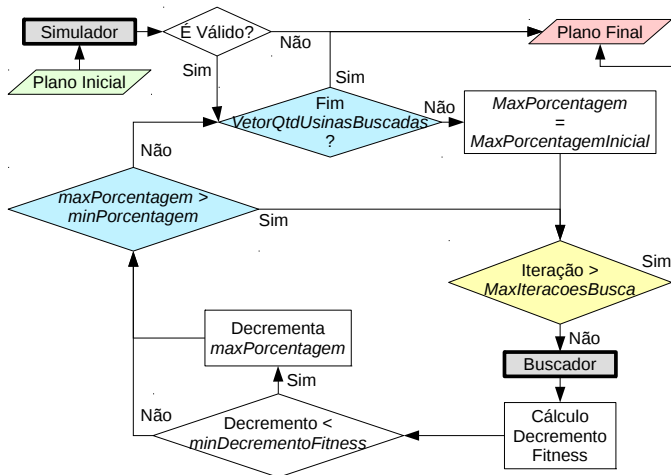 Simulador
É Válido?
Não
Plano Final
Plano Inicial
Sim
Sim
Fim
VetorQtdUsinasBuscadas
?
Não
MaxPorcentagem
=
MaxPorcentagemInicial
Não
maxPorcentagem >
minPorcentagem
Sim
Sim
Iteração >
MaxIteracoesBusca
Não
Decrementa
maxPorcentagem
Buscador
Sim
Não
Decremento <
minDecrementoFitness
Cálculo
Decremento
Fitness